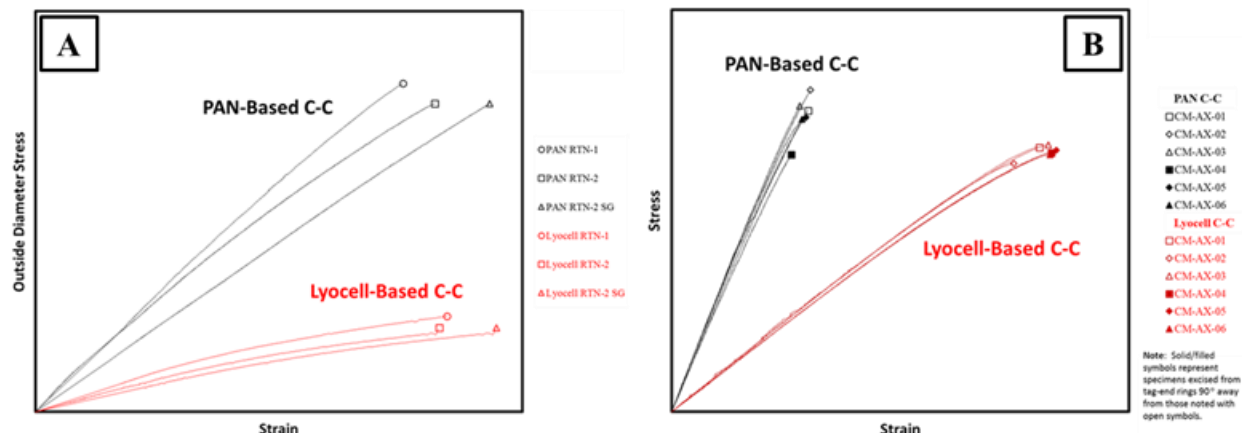 A
PAN-Based C-C
Lyocell-Based C-C
Outside Diameter Stress
Strain
PAN RTN-1
PAN RTN-2
PAN RTN-2 SG
Lyocell RTN-1
Lyocell RTN-2
Lyocell RTN-2 SG
B
PAN-Based C-C
Lyocell-Based C-C
Stress
Strain
PAN C-C
CM-AX-01
CM-AX-02
CM-AX-03
CM-AX-04
CM-AX-05
CM-AX-06
Lyocell C-C
CM-AX-01
CM-AX-02
CM-AX-03
CM-AX-04
CM-AX-05
CM-AX-06
Note: Solid/filled
symbols represent
specimens excised from
tag-end rings 90° away
from those noted with
open symbols.